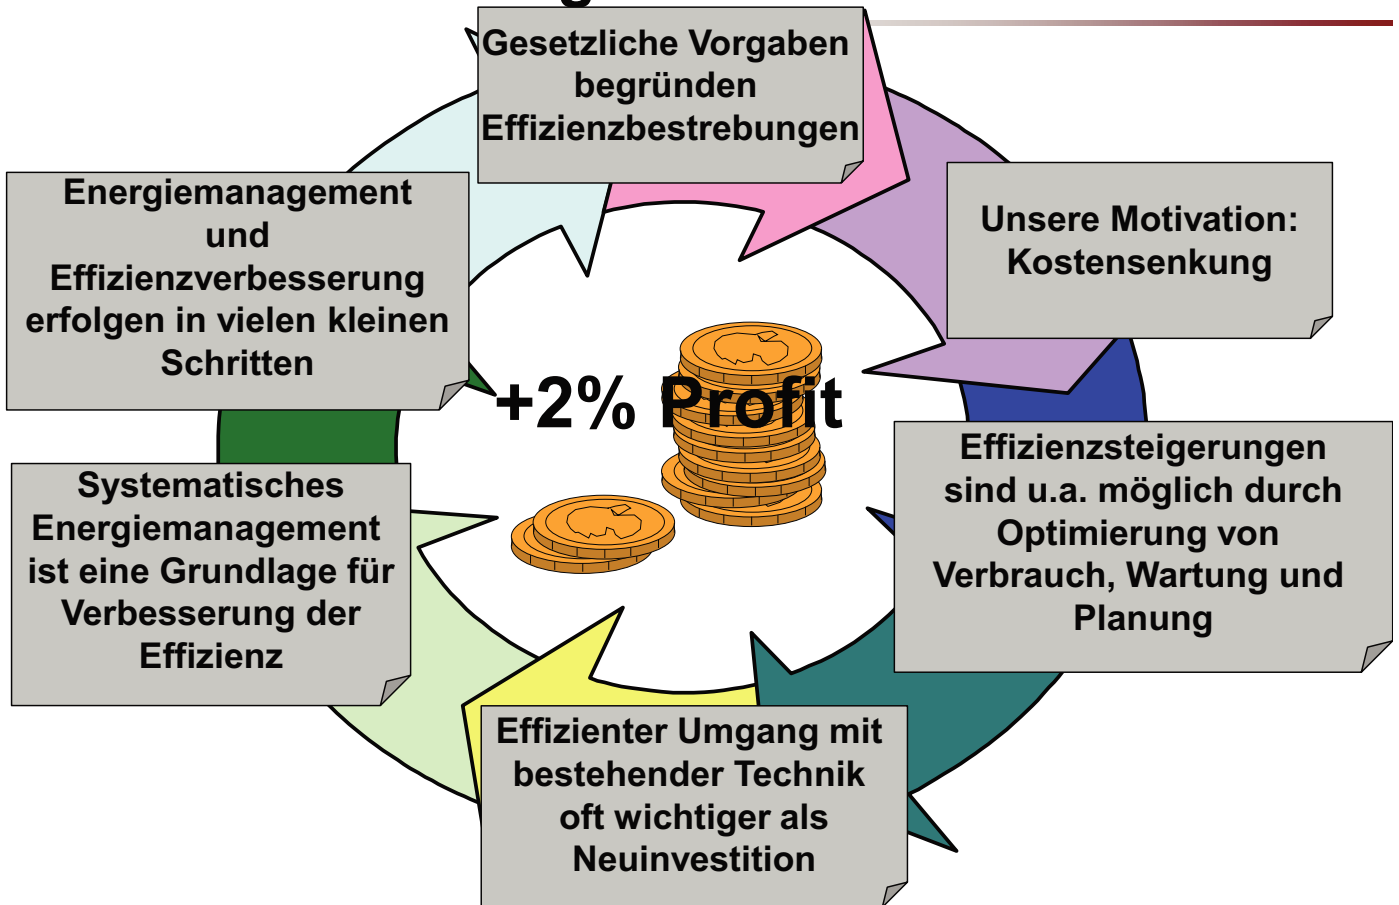 Gesetzliche Vorgaben
begründen
Effizienzbestrebungen
Unsere Motivation:
Kostensenkung
Effizienzsteigerungen
sind u.a. möglich durch
Optimierung von
Verbrauch, Wartung und
Planung
Effizienter Umgang mit
bestehender Technik
oft wichtiger als
Neuinvestition
Systematisches
Energiemanagement
ist eine Grundlage für
Verbesserung der
Effizienz
Energiemanagement
und
Effizienzverbesserung
erfolgen in vielen kleinen
Schritten
+2% Profit